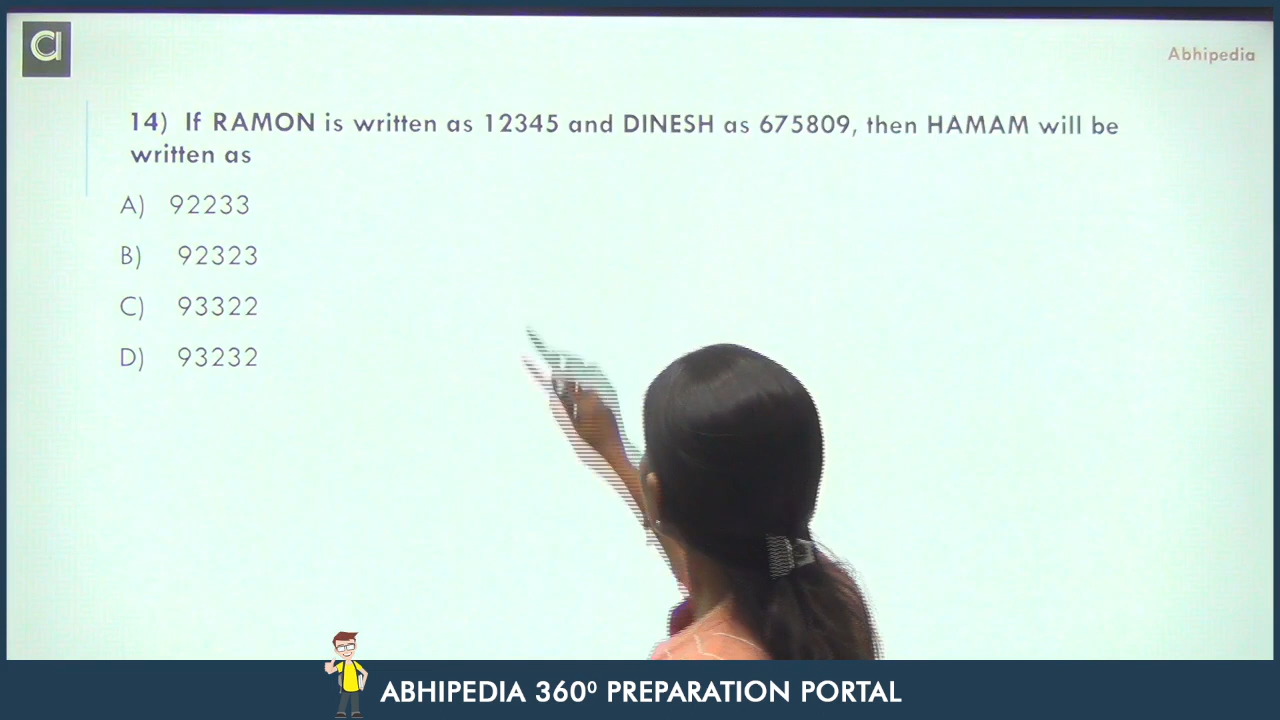 Abhipedia
14) If RAMON is written as 12345 and DINESH as 675809, then HAMAM will be
written as
A) 92233
B) 92323
C) 93322
D) 93232
ABHIPEDIA 360⁰ PREPARATION PORTAL